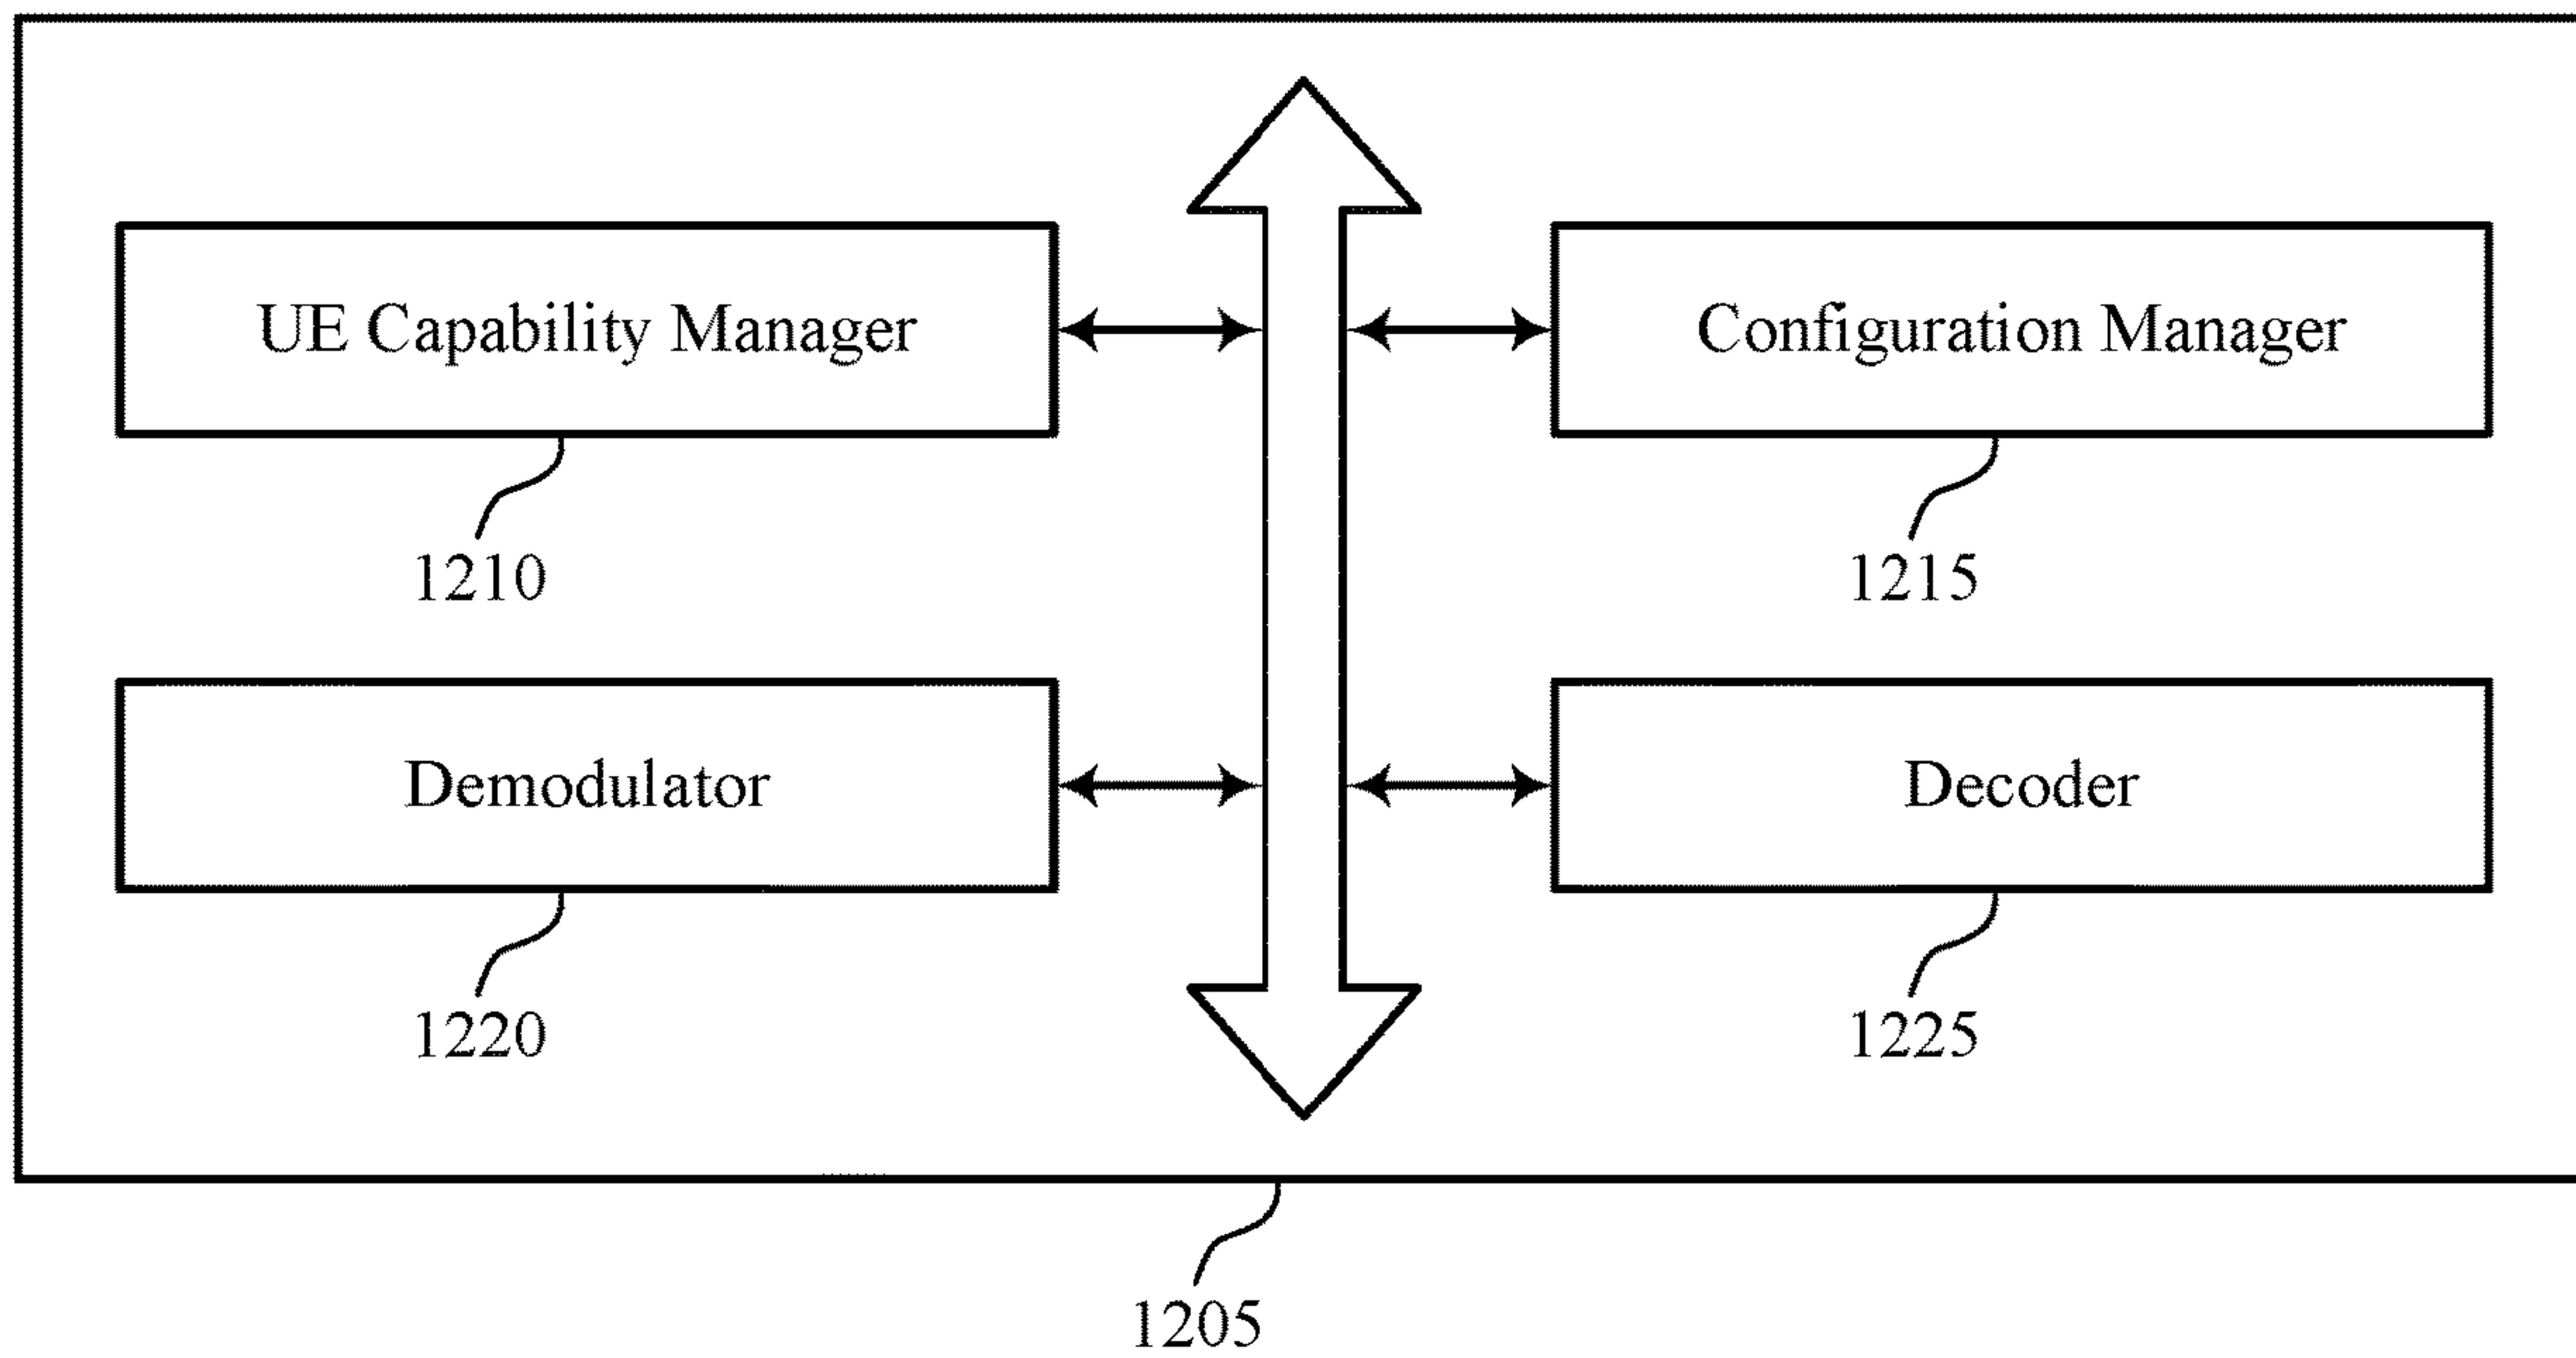 UE Capability Manager
Configuration Manager
1210
1215
Demodulator
Decoder
1220
1225
1205